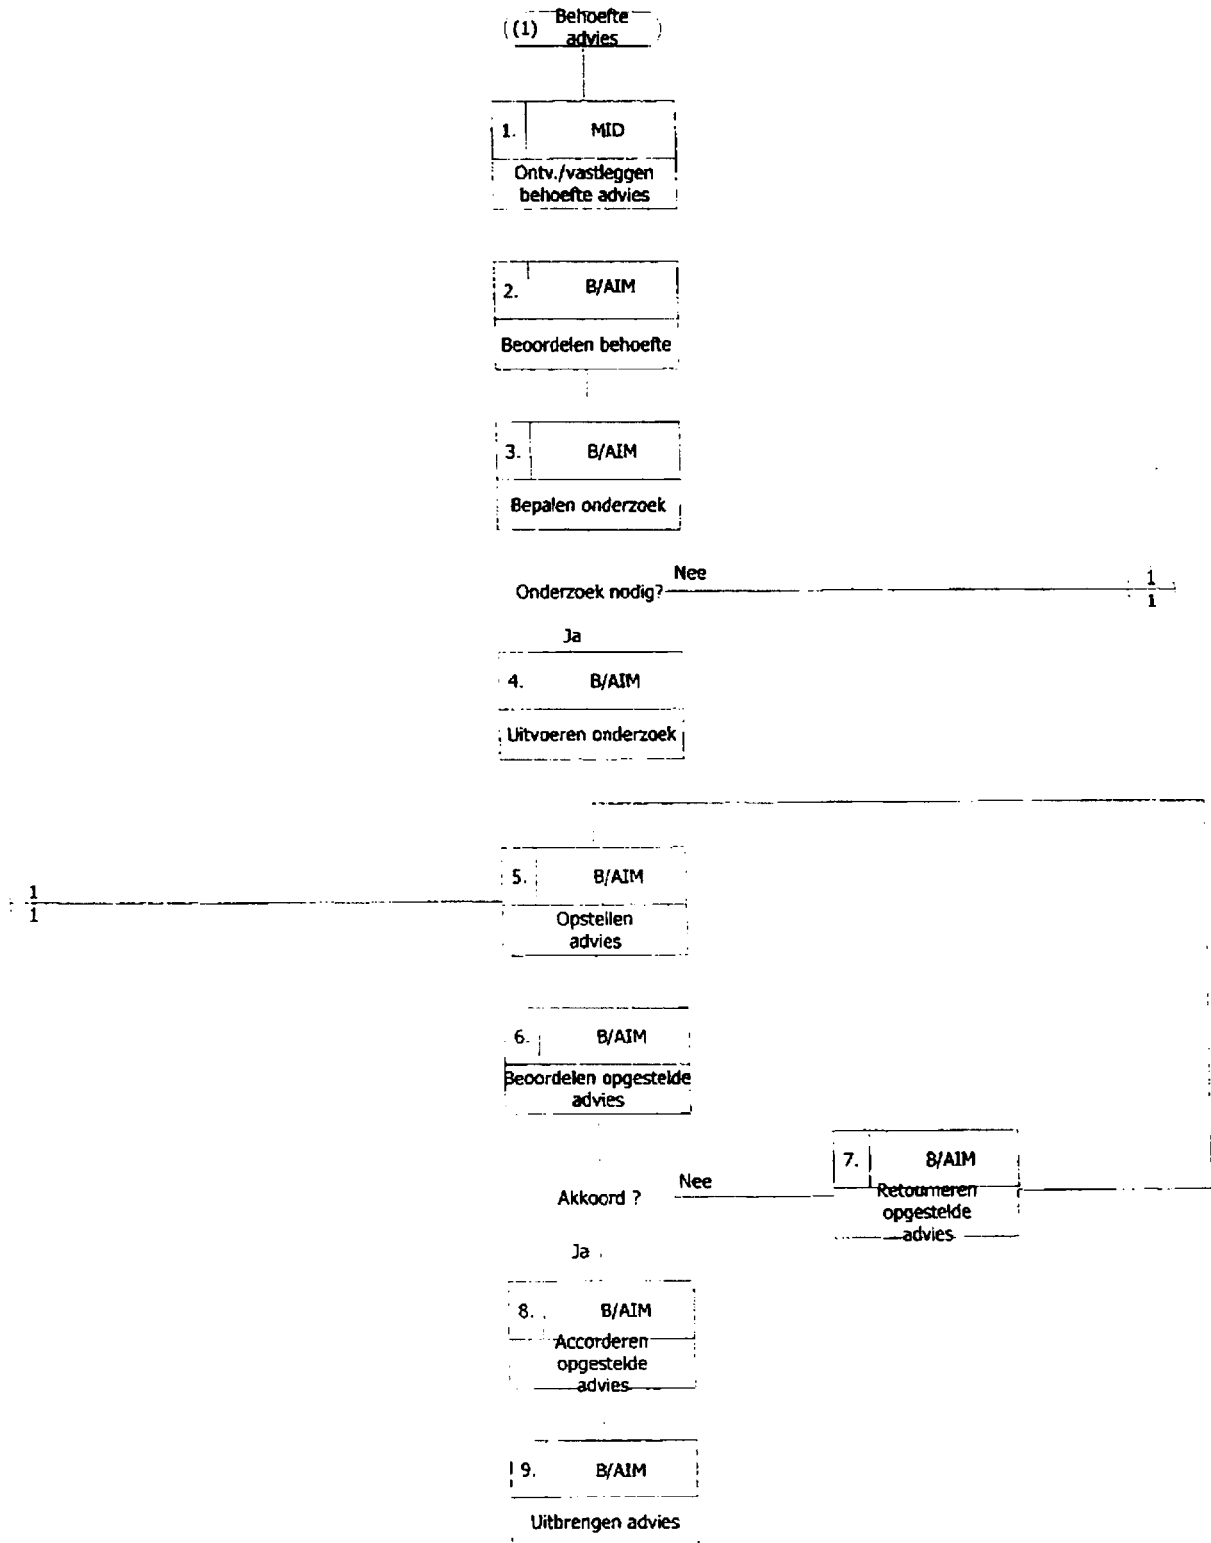 (1) Behoefte
advies
1. MID
Ontv./vastleggen
behoefte advies
2. B/AIM
Beoordelen behoefte
3. B/AIM
Bepalen onderzoek
Nee
Onderzoek nodig?
1
1
Ja
4. B/AIM
Uitvoeren onderzoek
5. B/AIM
1
1
Opstellen
advies
6. B/AIM
Beoordelen opgestelde
advies
Akkoord ?
Nee
7. B/AIM
Retourneren
opgestelde
advies
Ja
8. B/AIM
Accorderen
opgestelde
advies
9. B/AIM
Uitbrengen advies